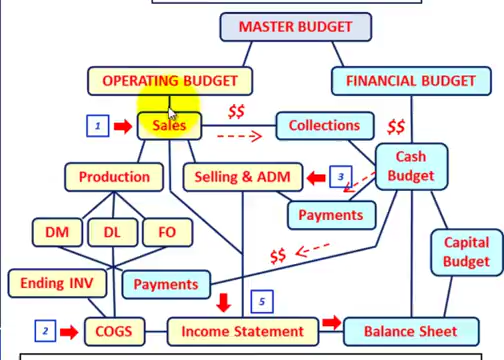 MASTER BUDGET
OPERATING BUDGET
FINANCIAL BUDGET
$$
1
Sales
Collections
$$
Cash
Budget
Production
Selling & ADM
3
Payments
DM
DL
FO
Capital
Budget
$$
Ending INV
Payments
5
2
COGS
Income Statement
Balance Sheet